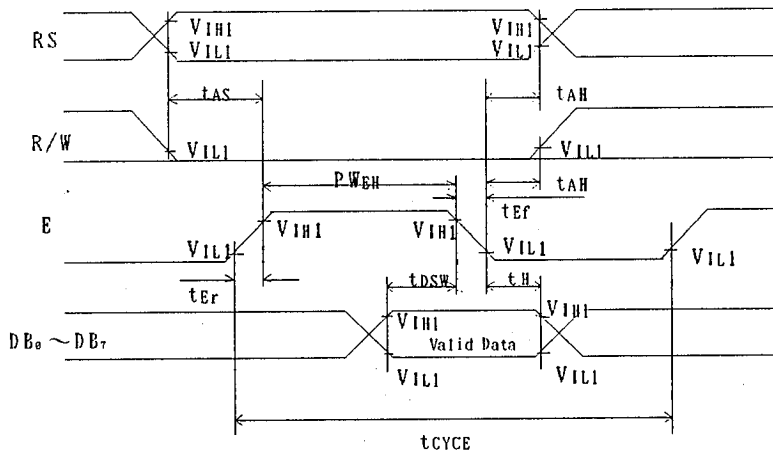 RS
VIH1
VIL1
VIH1
VIL1
tAS
tAH
R/W
VIL1
VIL1
PWEH
tAH
tEf
E
VIL1
VIH1
VIH1
VIL1
VIL1
tEr
tDSW
tH
VIH1
VIH1
DB₀ ～DB₇
Valid Data
VIL1
VIL1
tCYCE